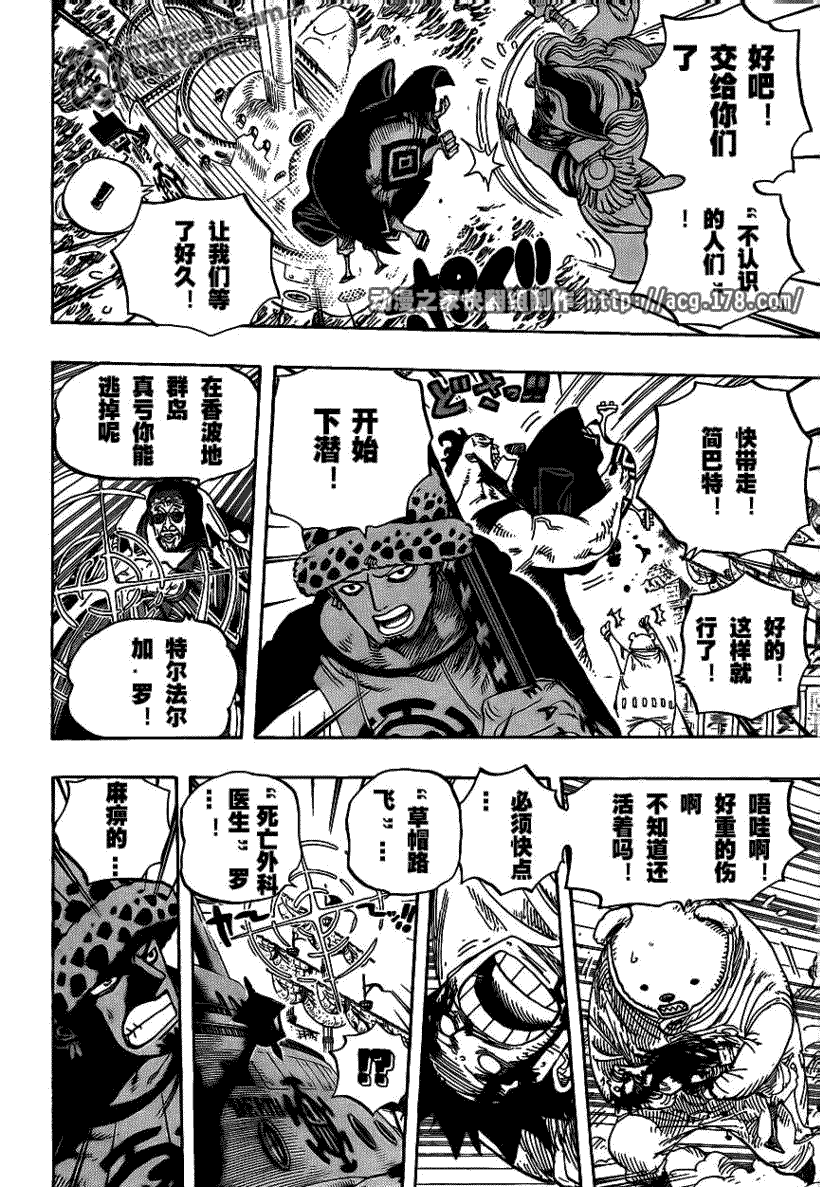 好吧！
交给你们
了
“不认识
的人们”
！
！
让我们等
了好久！
动漫之家
制作 http://acg.178.com/
快带走！
简巴特！
好的！
这样就
行了！
开始
下潜！
在香波地
群岛
真亏你能
逃掉呢
特尔法尔
加·罗！
唔哇啊！
好重的伤
啊
不知道还
活着吗！
必须快点
…
“草帽路
飞”…
“死亡外科
医生”罗
…！
!?
麻痹的…